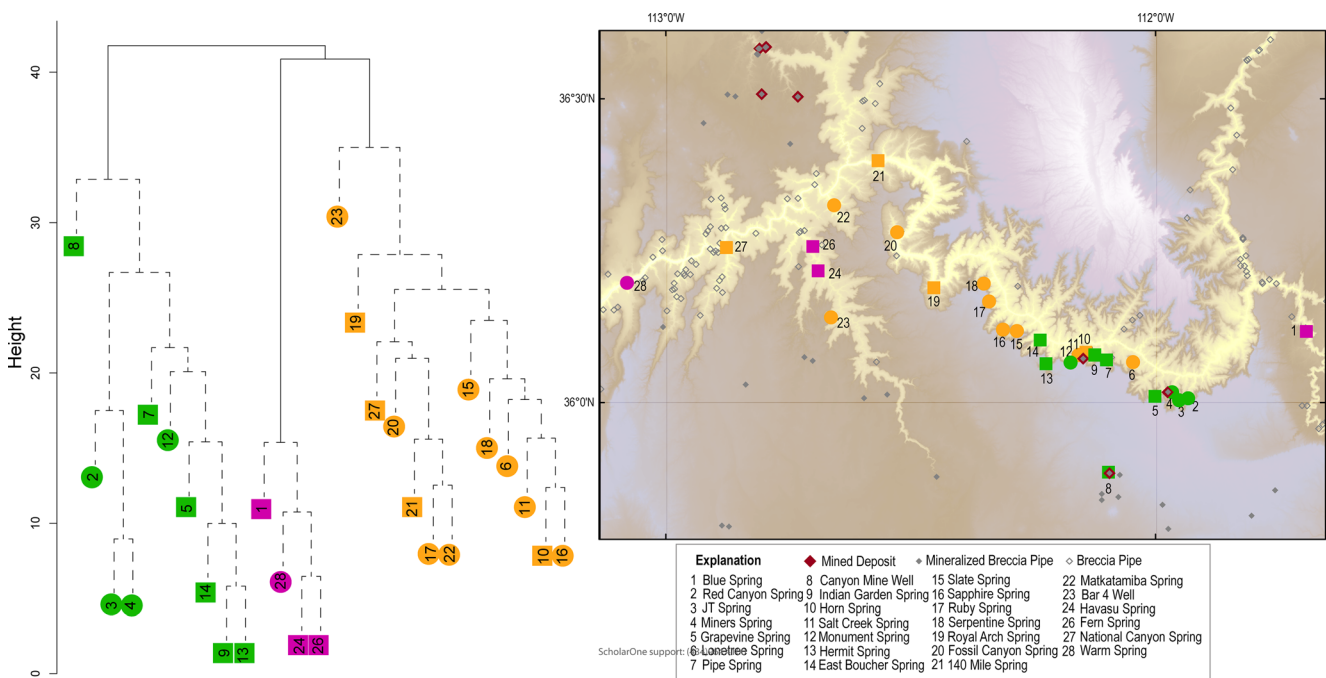 113°0'W
112°0'W
36°30'N
36°0'N
Height
40
30
20
10
0
8
2
3
4
7
12
5
14
9
13
1
28
24
26
23
19
27
20
21
17
22
15
18
6
11
10
16
21
22
20
27
26
24
28
23
19
18
17
16
15
14
13
12
11
10
9
7
6
5
4
3
2
1
8
Explanation
Mined Deposit
Mineralized Breccia Pipe
Breccia Pipe
1 Blue Spring
2 Red Canyon Spring
3 JT Spring
4 Miners Spring
5 Grapevine Spring
6 Lonetree Spring
7 Pipe Spring
8 Canyon Mine Well
9 Indian Garden Spring
10 Horn Spring
11 Salt Creek Spring
12 Monument Spring
13 Hermit Spring
14 East Boucher Spring
15 Slate Spring
16 Sapphire Spring
17 Ruby Spring
18 Serpentine Spring
19 Royal Arch Spring
20 Fossil Canyon Spring
21 140 Mile Spring
22 Matkatamiba Spring
23 Bar 4 Well
24 Havasu Spring
26 Fern Spring
27 National Canyon Spring
28 Warm Spring
ScholarOne support: